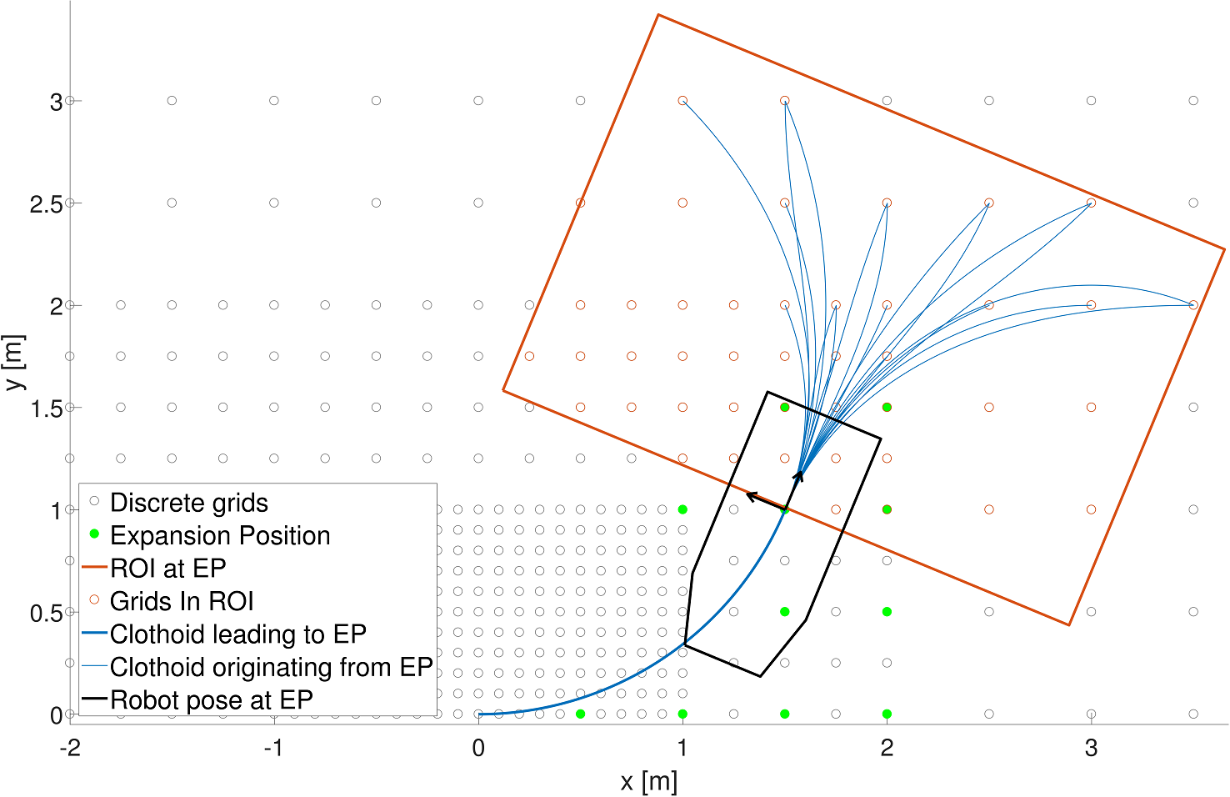 3
2.5
2
1.5
1
0.5
0
y [m]
Discrete grids
Expansion Position
ROI at EP
Grids In ROI
Clothoid leading to EP
Clothoid originating from EP
Robot pose at EP
-2 -1 0 1 2 3
x [m]